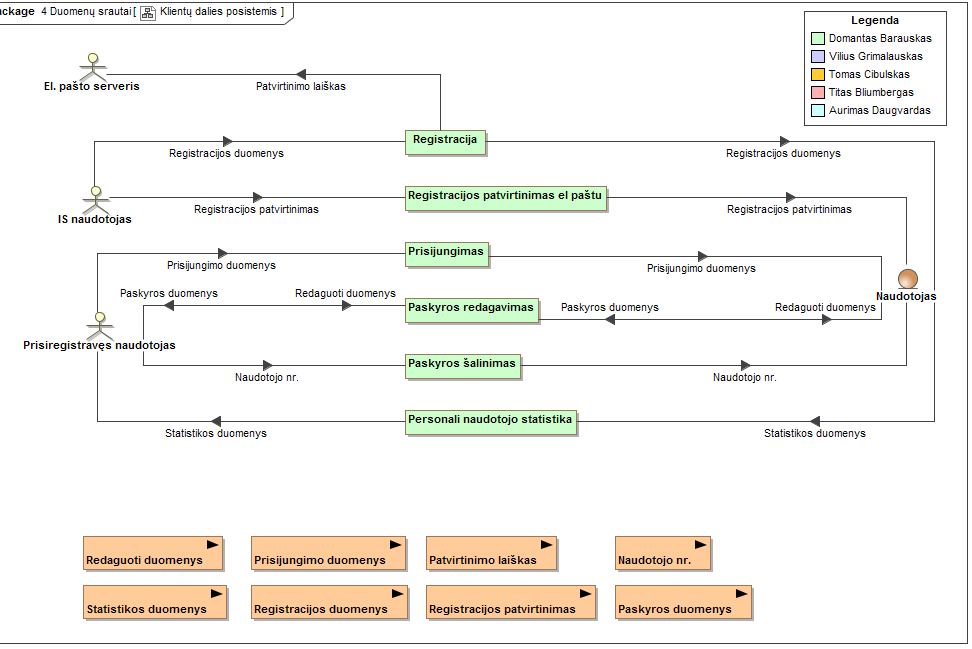 ackage 4 Duomenų srautai[ Klientų dalies posistemis ]
Legenda
Domantas Barauskas
Vilius Grimalauskas
Tomas Cibulskas
Titas Bliumbergas
Aurimas Daugvardas
El. pašto serveris
Patvirtinimo laiškas
Registracija
Registracijos duomenys
Registracijos duomenys
Registracijos patvirtinimas el paštu
IS naudotojas
Registracijos patvirtinimas
Registracijos patvirtinimas
Prisijungimas
Prisijungimo duomenys
Prisijungimo duomenys
Naudotojas
Paskyros duomenys
Redaguoti duomenys
Paskyros redagavimas
Paskyros duomenys
Redaguoti duomenys
Prisiregistravęs naudotojas
Paskyros šalinimas
Naudotojo nr.
Naudotojo nr.
Personali naudotojo statistika
Statistikos duomenys
Statistikos duomenys
Redaguoti duomenys
Prisijungimo duomenys
Patvirtinimo laiškas
Naudotojo nr.
Statistikos duomenys
Registracijos duomenys
Registracijos patvirtinimas
Paskyros duomenys